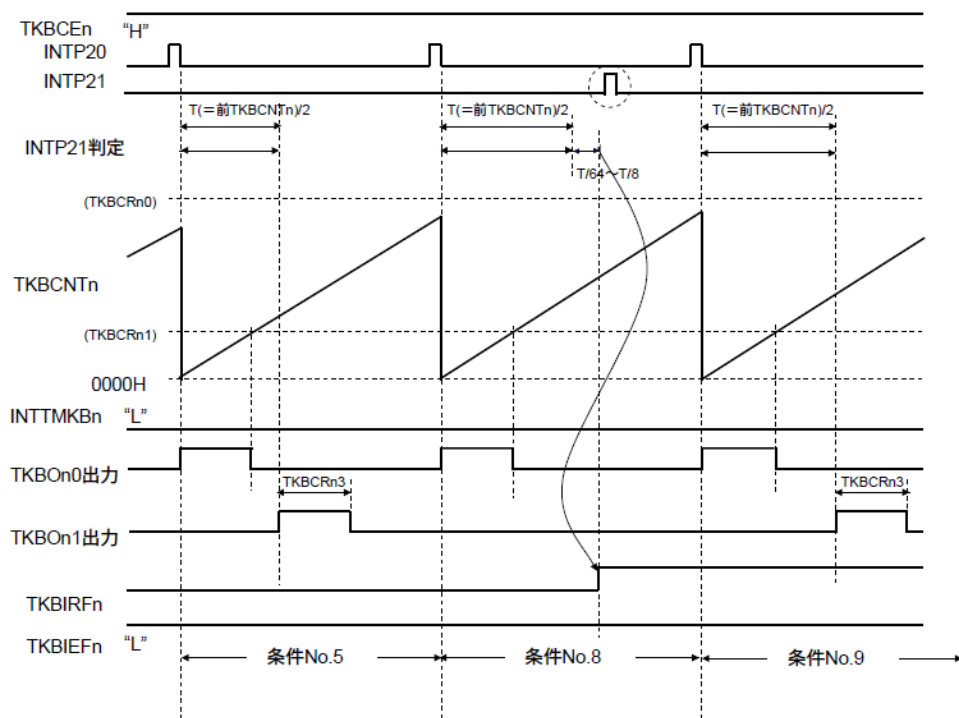 TKBCEn "H"
INTP20
INTP21
T(=前TKBCNTn)/2 T(=前TKBCNTn)/2 T(=前TKBCNTn)/2
INTP21判定
T/64～T/8
(TKBCRn0)
TKBCNTn
(TKBCRn1)
0000H
INTTMKBn "L"
TKBOn0出力
TKBCRn3 TKBCRn3
TKBOn1出力
TKBIRFn
TKBIEFn "L"
条件No.5 条件No.8 条件No.9